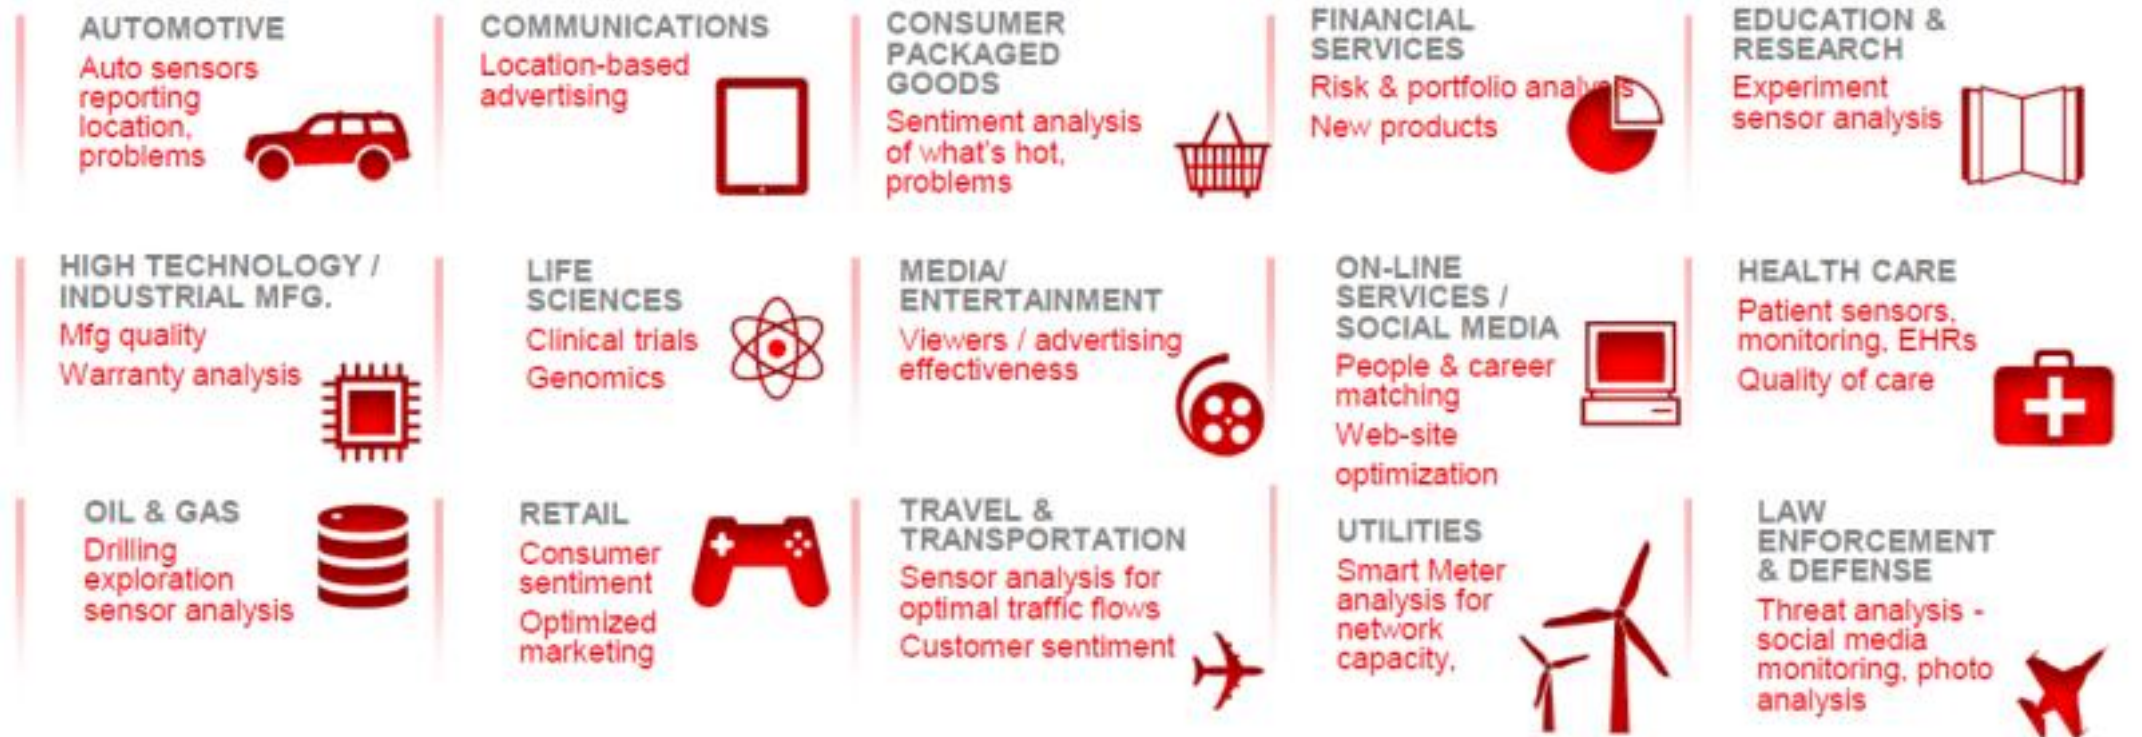 AUTOMOTIVE
Auto sensors
reporting
location,
problems
COMMUNICATIONS
Location-based
advertising
CONSUMER
PACKAGED
GOODS
Sentiment analysis
of what's hot,
problems
FINANCIAL
SERVICES
Risk & portfolio analysis
New products
EDUCATION &
RESEARCH
Experiment
sensor analysis
HIGH TECHNOLOGY /
INDUSTRIAL MFG.
Mfg quality
Warranty analysis
LIFE
SCIENCES
Clinical trials
Genomics
MEDIA/
ENTERTAINMENT
Viewers / advertising
effectiveness
ON-LINE
SERVICES /
SOCIAL MEDIA
People & career
matching
Web-site
optimization
HEALTH CARE
Patient sensors,
monitoring, EHRs
Quality of care
OIL & GAS
Drilling
exploration
sensor analysis
RETAIL
Consumer
sentiment
Optimized
marketing
TRAVEL &
TRANSPORTATION
Sensor analysis for
optimal traffic flows
Customer sentiment
UTILITIES
Smart Meter
analysis for
network
capacity,
LAW
ENFORCEMENT
& DEFENSE
Threat analysis -
social media
monitoring, photo
analysis